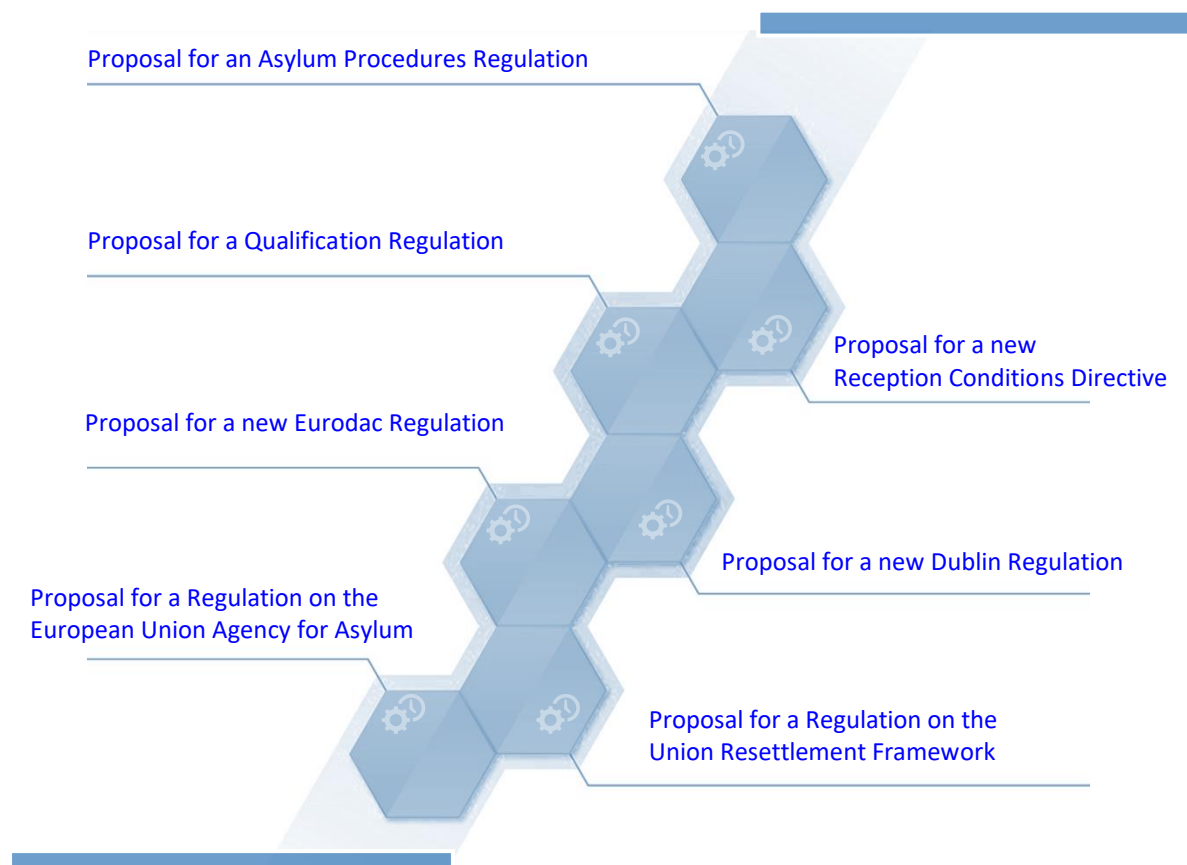 Proposal for an Asylum Procedures Regulation
Proposal for a Qualification Regulation
Proposal for a new
Reception Conditions Directive
Proposal for a new Eurodac Regulation
Proposal for a new Dublin Regulation
Proposal for a Regulation on the
European Union Agency for Asylum
Proposal for a Regulation on the
Union Resettlement Framework